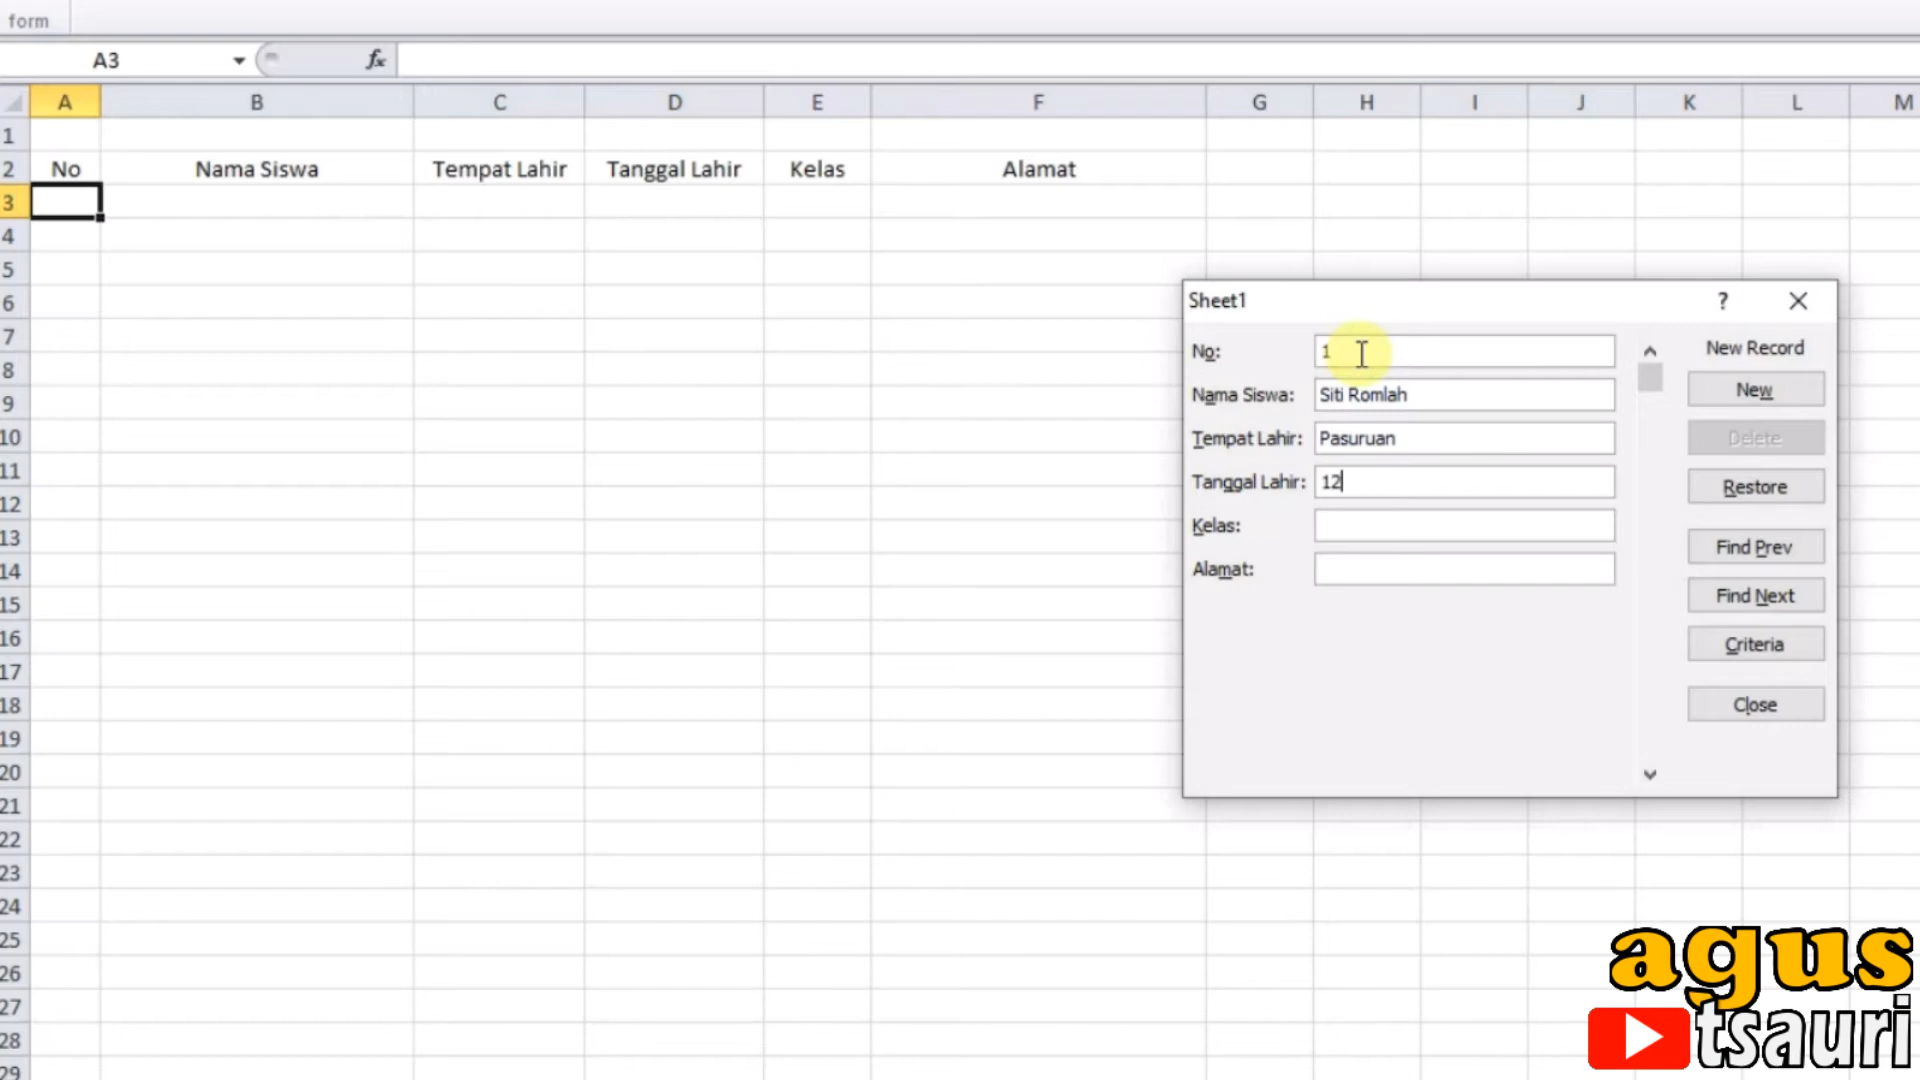 form
A3 fx
A B C D E F G H I J K L M
1
2 No Nama Siswa Tempat Lahir Tanggal Lahir Kelas Alamat
3
4
5
6
7
8
9
10
11
12
13
14
15
16
17
18
19
20
21
22
23
24
25
26
27
28
29
Sheet1 ?
No: 1 New Record
New
Nama Siswa: Siti Romlah
Tempat Lahir: Pasuruan Delete
Tanggal Lahir: 12 Restore
Kelas:
Find Prev
Alamat:
Find Next
Criteria
Close
agus
tsauri